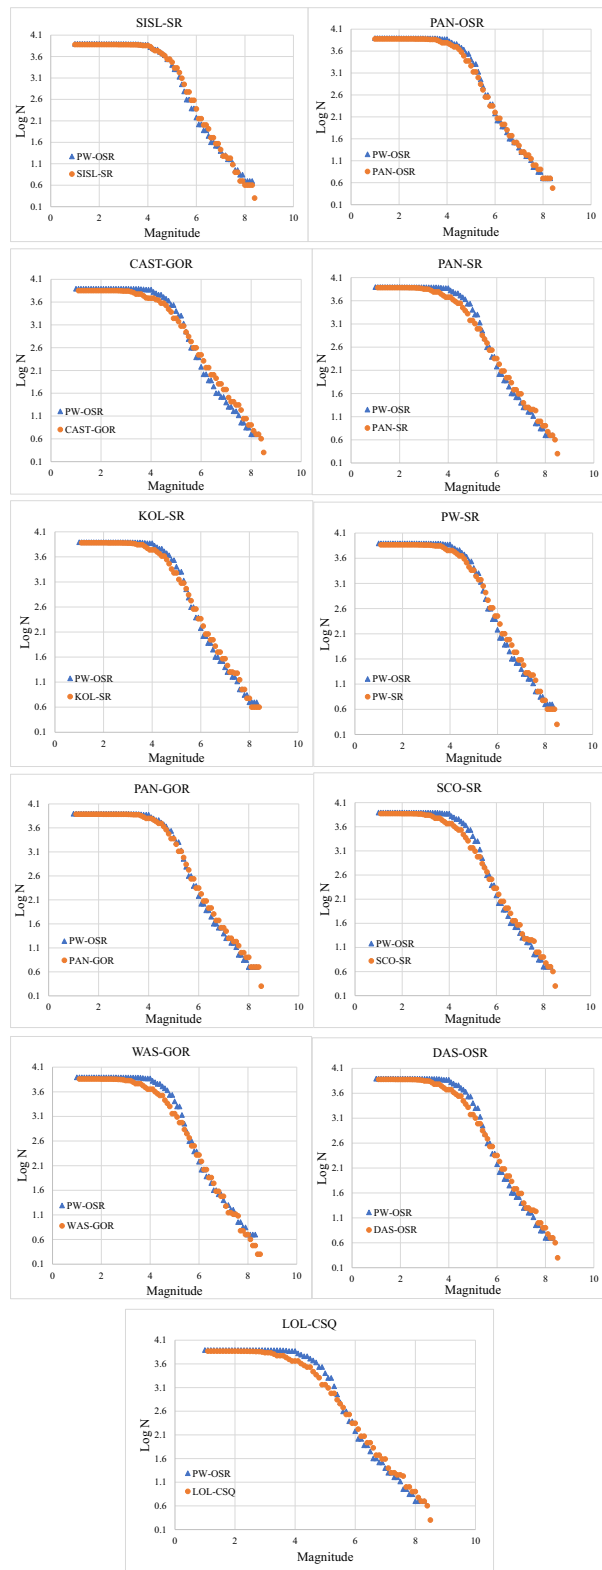 SISL-SR
4.1
3.6
3.1
2.6
2.1
1.6
1.1
0.6
0.1
Log N
PW-OSR
SISL-SR
0 2 4 6 8 10
Magnitude
PAN-OSR
4.1
3.6
3.1
2.6
2.1
1.6
1.1
0.6
0.1
Log N
PW-OSR
PAN-OSR
0 2 4 6 8 10
Magnitude
CAST-GOR
4.1
3.6
3.1
2.6
2.1
1.6
1.1
0.6
0.1
Log N
PW-OSR
CAST-GOR
0 2 4 6 8 10
Magnitude
PAN-SR
4.1
3.6
3.1
2.6
2.1
1.6
1.1
0.6
0.1
Log N
PW-OSR
PAN-SR
0 2 4 6 8 10
Magnitude
KOL-SR
4.1
3.6
3.1
2.6
2.1
1.6
1.1
0.6
0.1
Log N
PW-OSR
KOL-SR
0 2 4 6 8 10
Magnitude
PW-SR
4.1
3.6
3.1
2.6
2.1
1.6
1.1
0.6
0.1
Log N
PW-OSR
PW-SR
0 2 4 6 8 10
Magnitude
PAN-GOR
4.1
3.6
3.1
2.6
2.1
1.6
1.1
0.6
0.1
Log N
PW-OSR
PAN-GOR
0 2 4 6 8 10
Magnitude
SCO-SR
4.1
3.6
3.1
2.6
2.1
1.6
1.1
0.6
0.1
Log N
PW-OSR
SCO-SR
0 2 4 6 8 10
Magnitude
WAS-GOR
4.1
3.6
3.1
2.6
2.1
1.6
1.1
0.6
0.1
Log N
PW-OSR
WAS-GOR
0 2 4 6 8 10
Magnitude
DAS-OSR
4.1
3.6
3.1
2.6
2.1
1.6
1.1
0.6
0.1
Log N
PW-OSR
DAS-OSR
0 2 4 6 8 10
Magnitude
LOL-CSQ
4.1
3.6
3.1
2.6
2.1
1.6
1.1
0.6
0.1
Log N
PW-OSR
LOL-CSQ
0 2 4 6 8 10
Magnitude